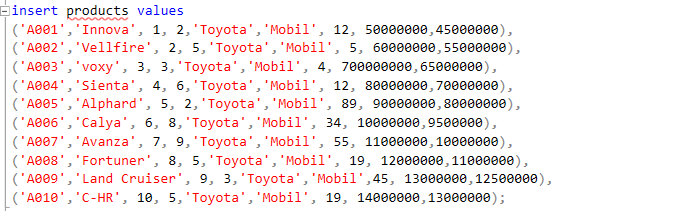 insert products values
('A001','Innova', 1, 2,'Toyota','Mobil', 12, 50000000,45000000),
('A002','Vellfire', 2, 5,'Toyota','Mobil', 5, 60000000,55000000),
('A003','voxy', 3, 3,'Toyota','Mobil', 4, 700000000,65000000),
('A004','Sienta', 4, 6,'Toyota','Mobil', 12, 80000000,70000000),
('A005','Alphard', 5, 2,'Toyota','Mobil', 89, 90000000,80000000),
('A006','Calya', 6, 8,'Toyota','Mobil', 34, 10000000,9500000),
('A007','Avanza', 7, 9,'Toyota','Mobil', 55, 11000000,10000000),
('A008','Fortuner', 8, 5,'Toyota','Mobil', 19, 12000000,11000000),
('A009','Land Cruiser', 9, 3,'Toyota','Mobil',45, 13000000,12500000),
('A010','C-HR', 10, 5,'Toyota','Mobil', 19, 14000000,13000000);